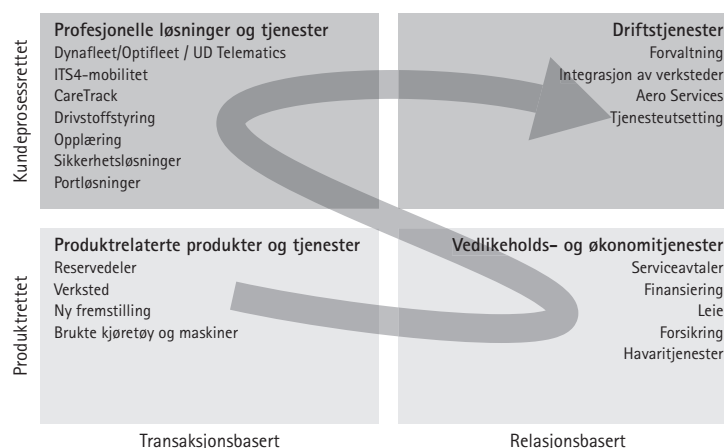 Kundeprosessrettet
Profesjonelle løsninger og tjenester
Dynafleet/Optifleet / UD Telematics
ITS4-mobilitet
CareTrack
Drivstoffstyring
Opplæring
Sikkerhetsløsninger
Portløsninger
Driftstjenester
Forvaltning
Integrasjon av verksteder
Aero Services
Tjenesteutsetting
Produktrettet
Produktrelaterte produkter og tjenester
Reservedeler
Verksted
Ny fremstilling
Brukte kjøretøy og maskiner
Vedlikeholds- og økonomitjenester
Serviceavtaler
Finansiering
Leie
Forsikring
Havaritjenester
Transaksjonsbasert
Relasjonsbasert